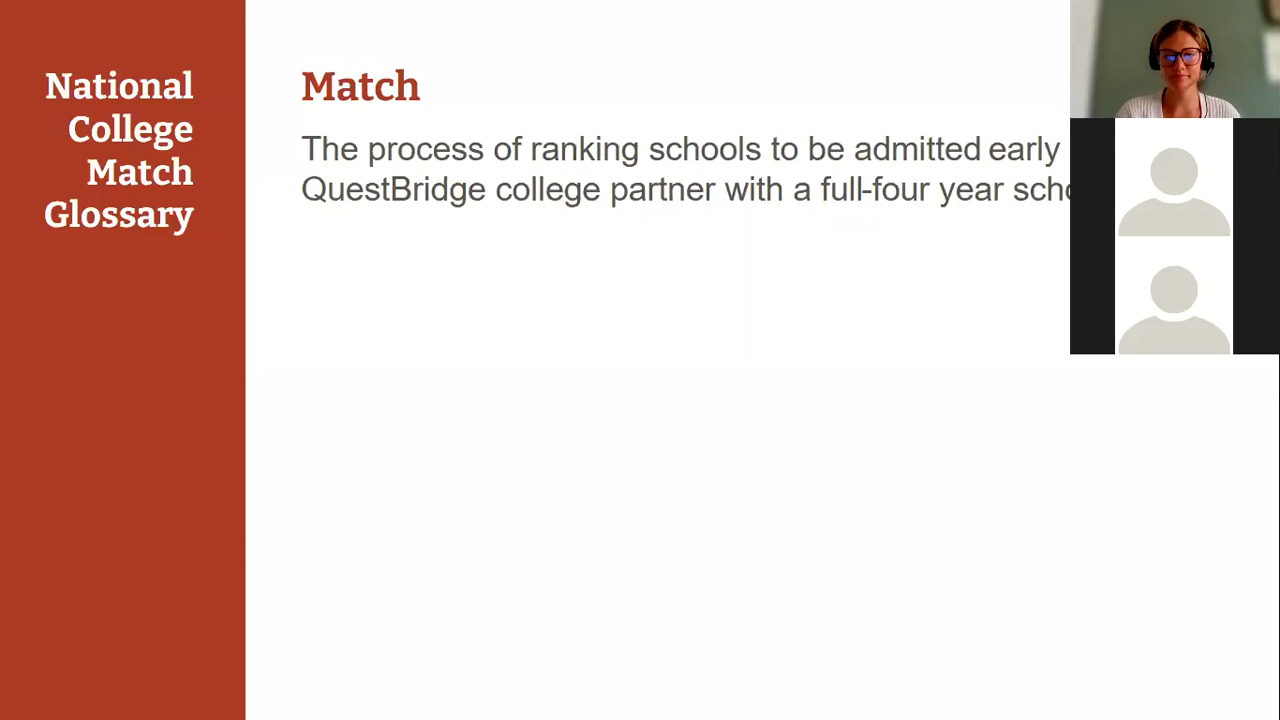 National
College
Match
Glossary
Match
The process of ranking schools to be admitted early
QuestBridge college partner with a full-four year